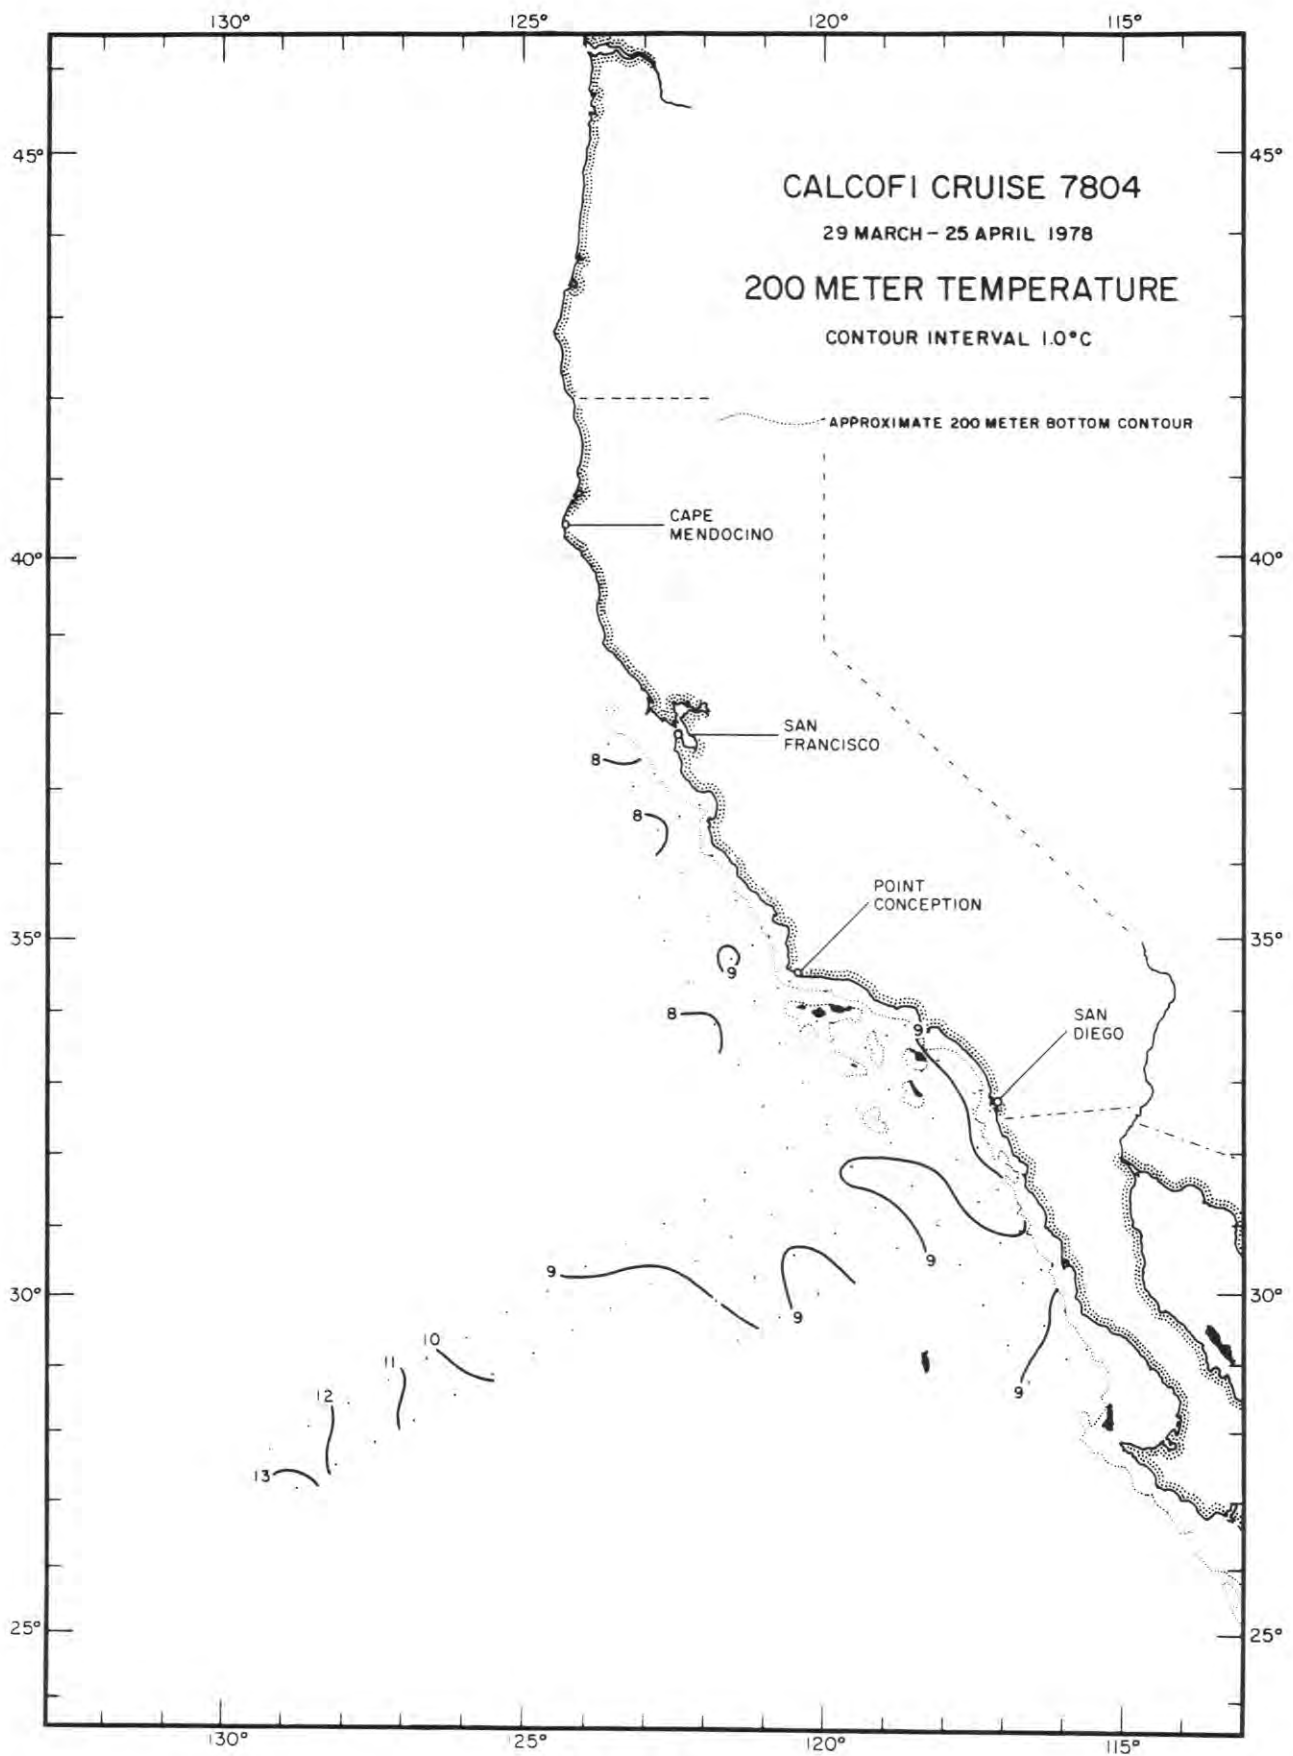 130° 125° 120° 115°
45° 45°
CALCOFI CRUISE 7804
29 MARCH – 25 APRIL 1978
200 METER TEMPERATURE
CONTOUR INTERVAL 1.0°C
APPROXIMATE 200 METER BOTTOM CONTOUR
CAPE
MENDOCINO
40° 40°
SAN
FRANCISCO
8
8
POINT
CONCEPTION
35° 35°
9
8
SAN
DIEGO
9
9
9
30° 30°
9
10
11
9
12
13
25° 25°
130° 125° 120° 115°